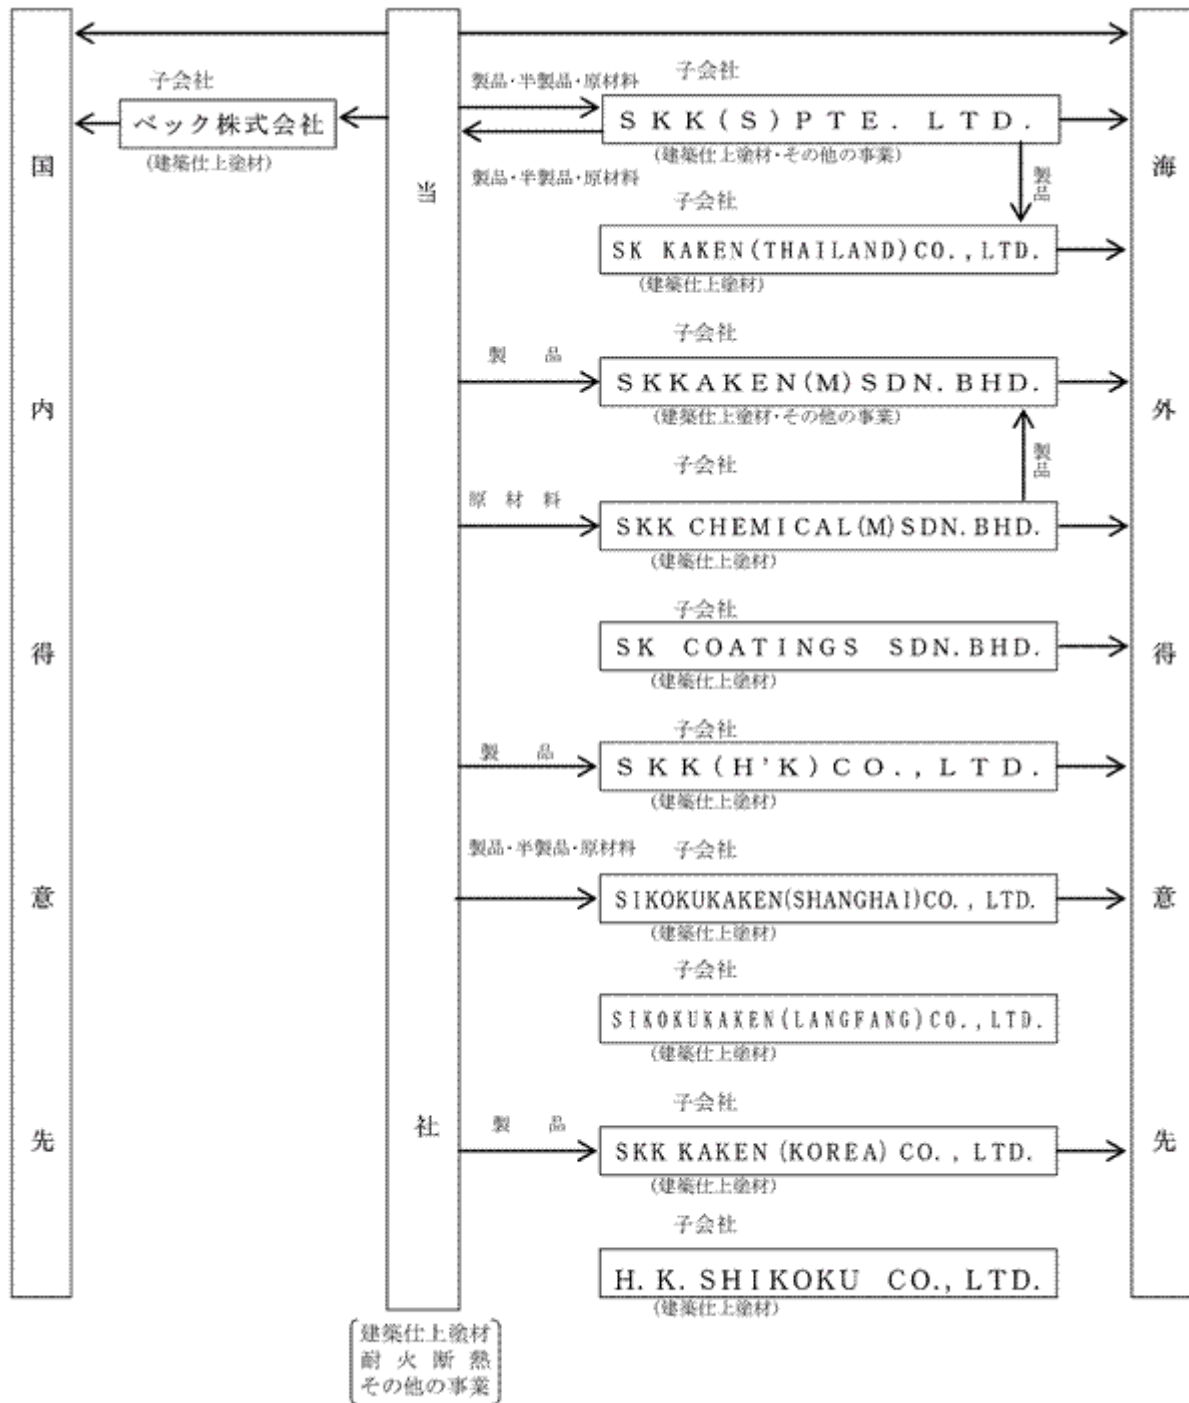 国内得意先
子会社
ベック株式会社
(建築仕上塗材)
当社
建築仕上塗材
耐火断熱
その他の事業
製品・半製品・原材料
子会社
SKK(S)PTE. LTD.
(建築仕上塗材・その他の事業)
製品・半製品・原材料
製品
子会社
SK KAKEN(THAILAND)CO.,LTD.
(建築仕上塗材)
子会社
製品
SKKAKEN(M)SDN.BHD.
(建築仕上塗材・その他の事業)
製品
子会社
原材料
SKK CHEMICAL(M)SDN.BHD.
(建築仕上塗材)
子会社
SK COATINGS SDN.BHD.
(建築仕上塗材)
子会社
製品
SKK(H'K)CO.,LTD.
(建築仕上塗材)
製品・半製品・原材料
子会社
SIKOKUKAKEN(SHANGHAI)CO., LTD.
(建築仕上塗材)
子会社
SIKOKUKAKEN(LANGFANG)CO.,LTD.
(建築仕上塗材)
子会社
製品
SKK KAKEN (KOREA) CO., LTD.
(建築仕上塗材)
子会社
H.K.SHIKOKU CO.,LTD.
(建築仕上塗材)
海外得意先